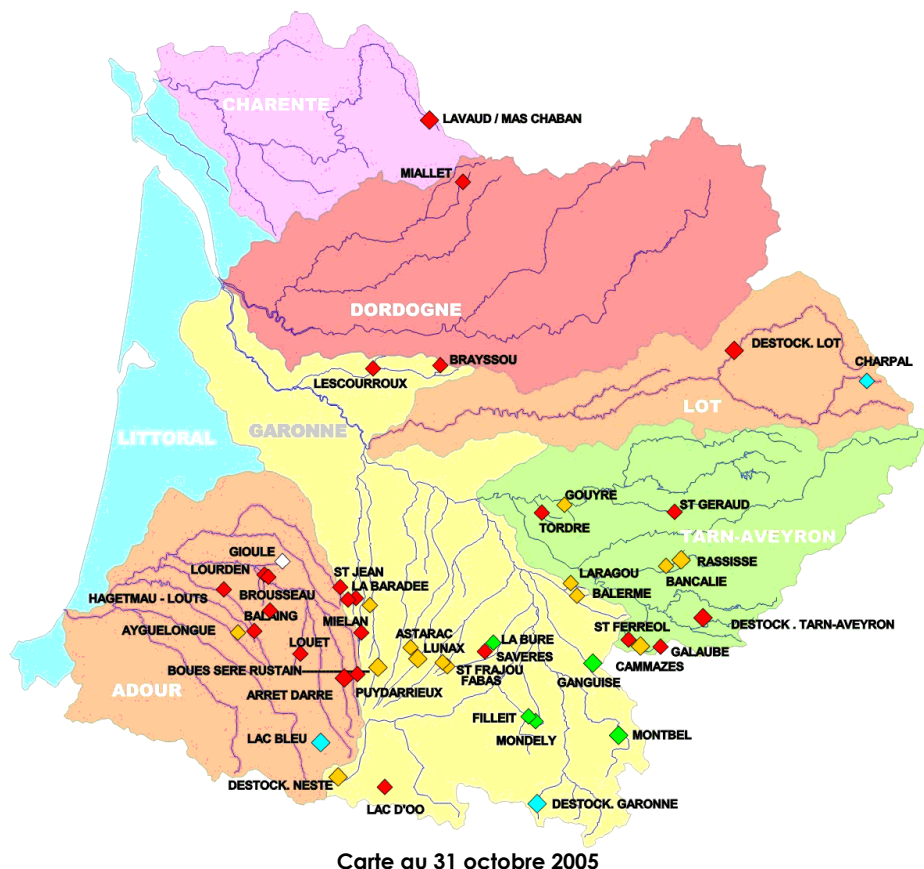 CHARENTE
LAVAUD / MAS CHABAN
MIALLET
DORDOGNE
DESTOCK. LOT
BRAYSSOU
CHARPAL
LESCOURROUX
LOT
LITTORAL
GARONNE
GOUYRE
ST GERAUD
TORDRE
TARN-AVEYRON
GIOULE
RASSISSE
LOURDEN
ST JEAN
LARAGOU
BANCALIE
LA BARADEE
HAGETMAU - LOUTS
BROUSSEAU
BALERME
BALAING
MIELAN
DESTOCK . TARN-AVEYRON
AYGUELONGUE
ASTARAC
ST FERREOL
LOUET
LUNAX
LA BURE
GALAUBE
SAVERES
BOUES SERE RUSTAIN
ST FRAJOU
CAMMAZES
FABAS
GANGUISE
ADOUR
ARRET DARRE
PUYDARRIEUX
FILLEIT
LAC BLEU
MONDELY
MONTBEL
DESTOCK. NESTE
DESTOCK. GARONNE
LAC D'OO
Carte au 31 octobre 2005